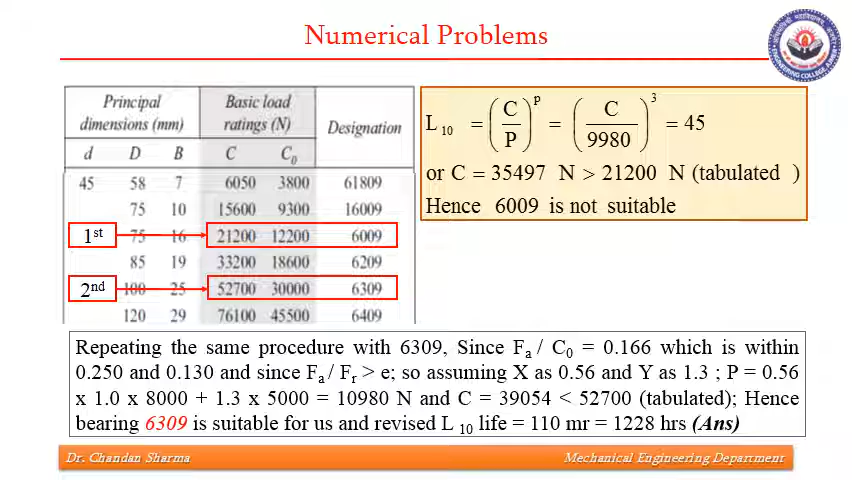 Numerical Problems
Principal dimensions (mm) Basic load ratings (N) Designation
d D B C C0
45 58 7 6050 3800 61809
75 10 15600 9300 16009
1st 75 16 21200 12200 6009
85 19 33200 18600 6209
2nd 100 25 52700 30000 6309
120 29 76100 45500 6409
L 10 = (C/P)^p = (C/9980)^3 = 45
or C = 35497 N > 21200 N (tabulated )
Hence 6009 is not suitable
Repeating the same procedure with 6309, Since Fa / C0 = 0.166 which is within
0.250 and 0.130 and since Fa / Fr > e; so assuming X as 0.56 and Y as 1.3 ; P = 0.56
x 1.0 x 8000 + 1.3 x 5000 = 10980 N and C = 39054 < 52700 (tabulated); Hence
bearing 6309 is suitable for us and revised L 10 life = 110 mr = 1228 hrs (Ans)
Dr. Chandan Sharma Mechanical Engineering Department